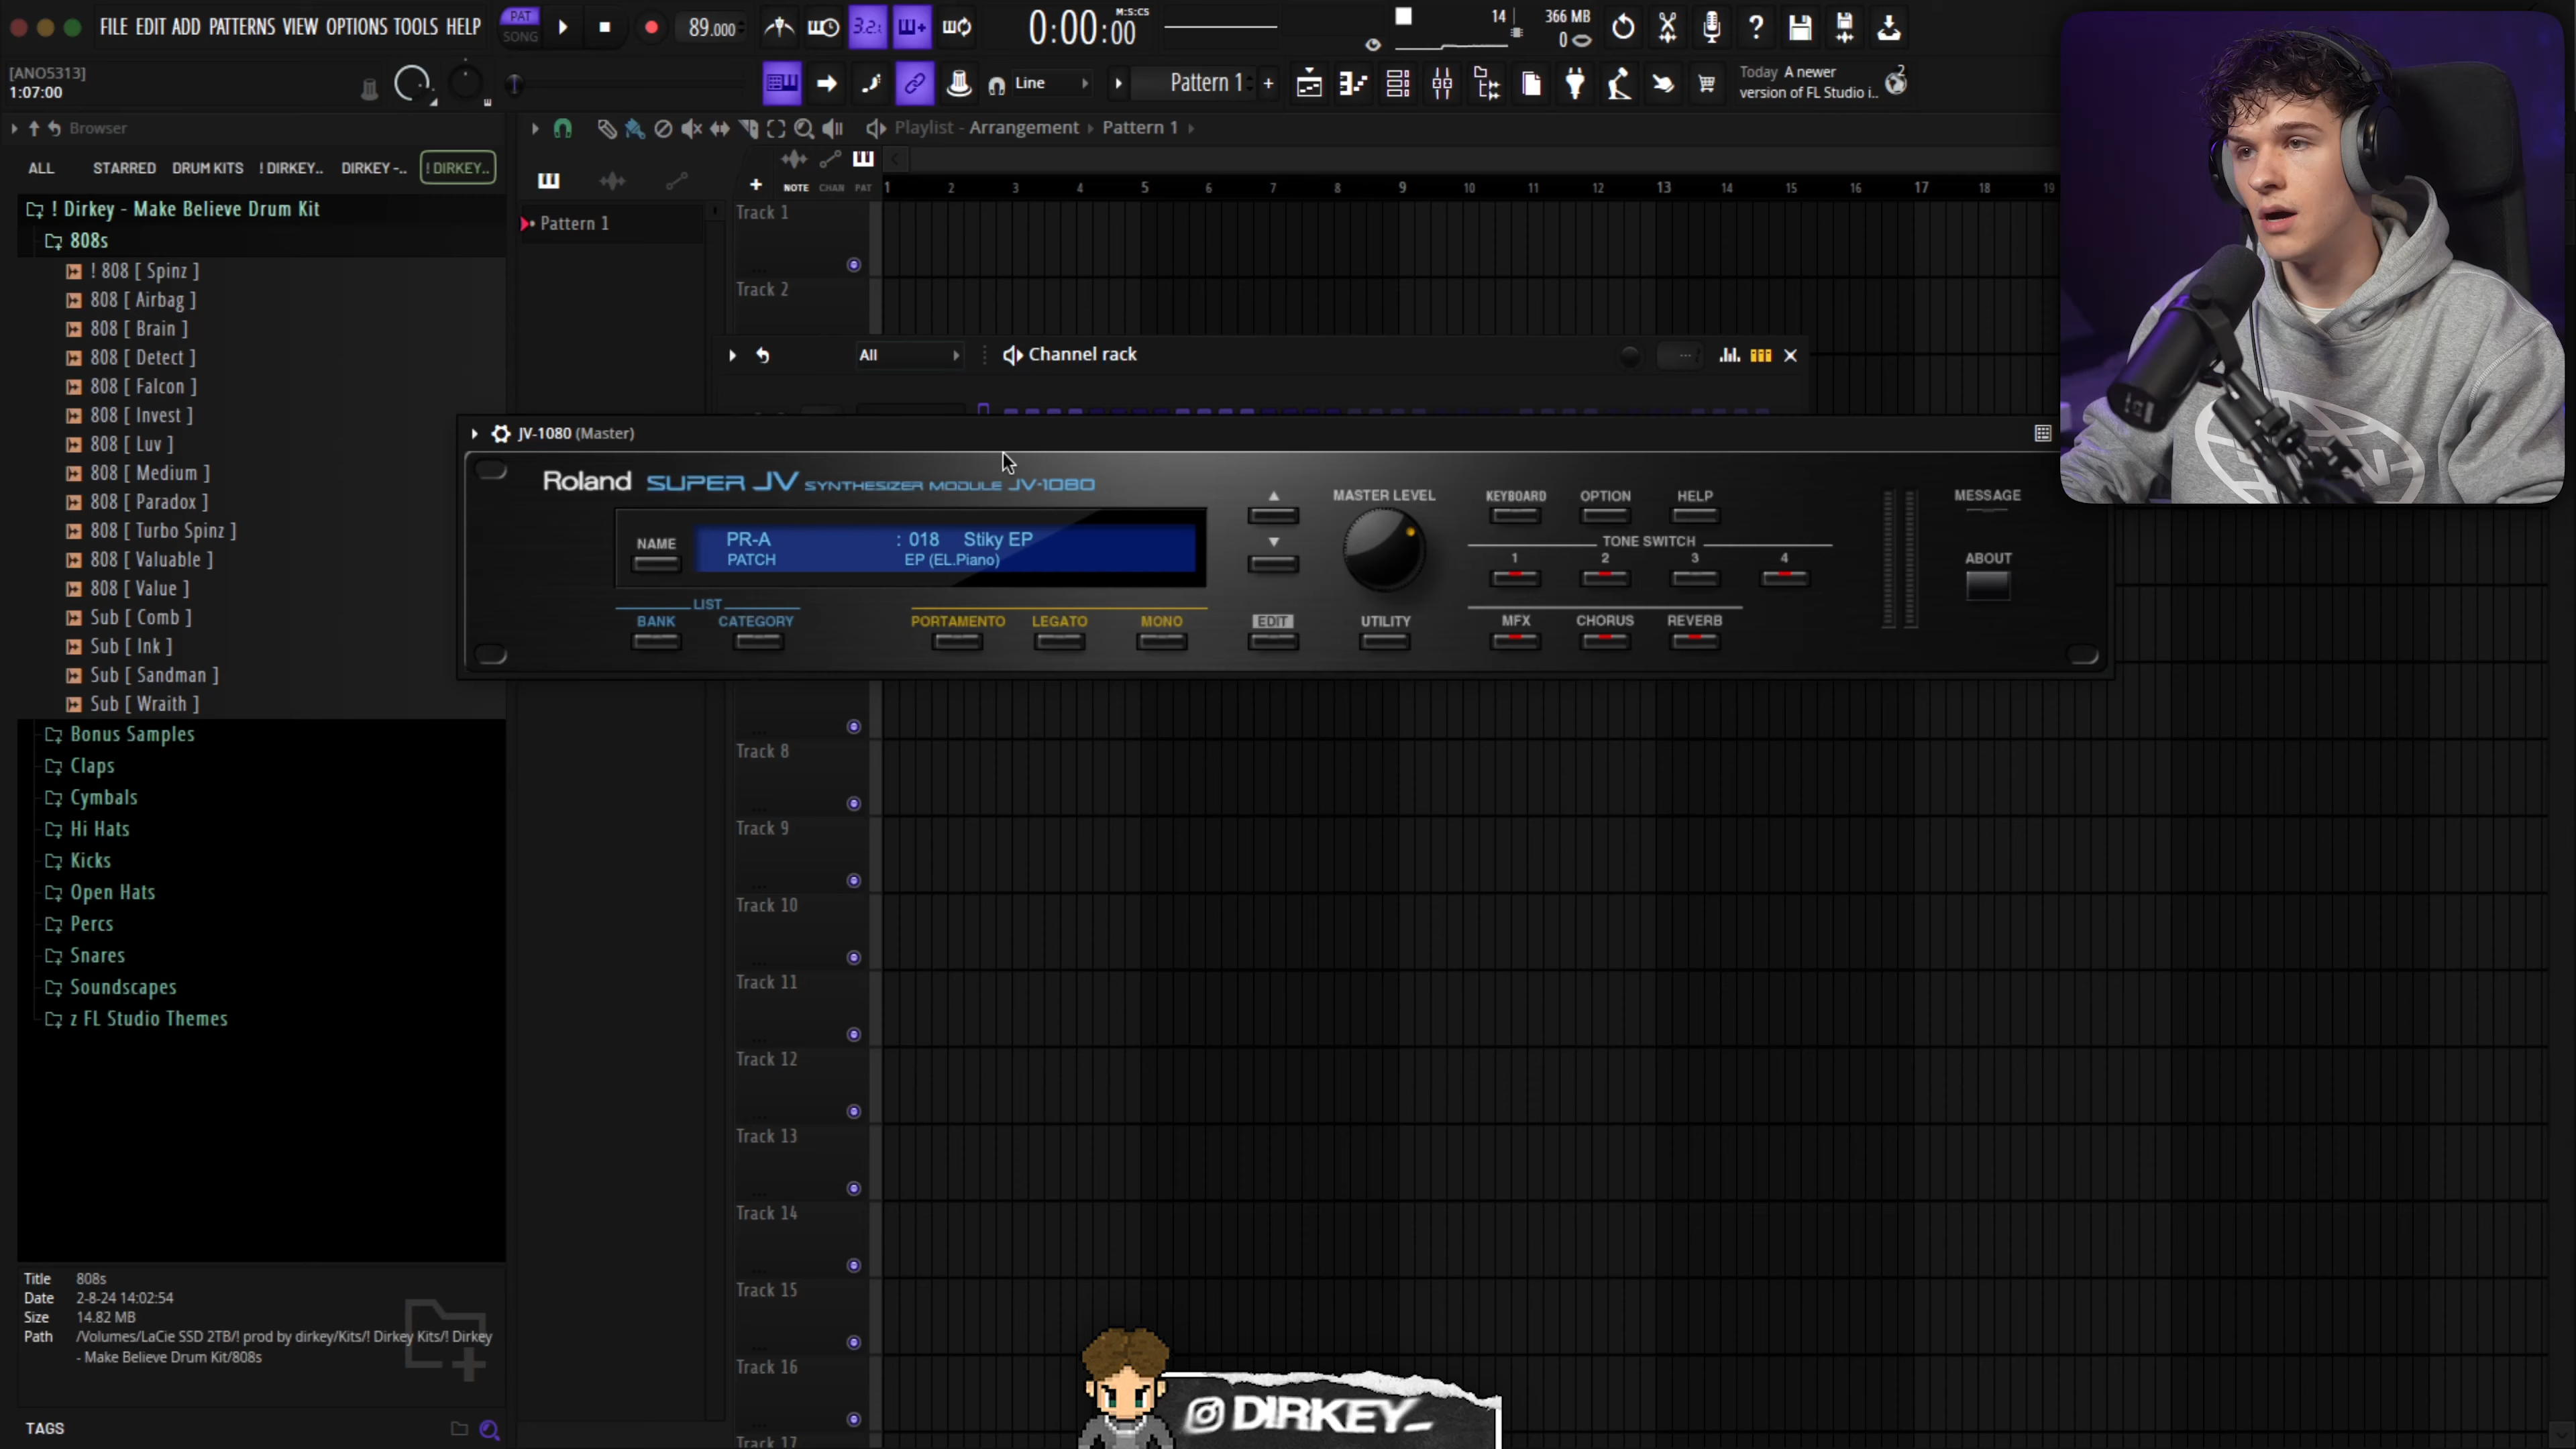 FILE EDIT ADD PATTERNS VIEW OPTIONS TOOLS HELP
PAT
SONG
89.000
3.2.
0:00:00
M:S:CS
14
366 MB
0
[ANO5313]
1:07:00
Line
Pattern 1
+
Today A newer
version of FL Studio i..
2
Browser
Playlist - Arrangement
Pattern 1
ALL
STARRED
DRUM KITS
! DIRKEY..
DIRKEY -..
! DIRKEY..
NOTE
CHAN
PAT
1 2 3 4 5 6 7 8 9 10 11 12 13 14 15 16 17 18 19
! Dirkey - Make Believe Drum Kit
808s
! 808 [ Spinz ]
808 [ Airbag ]
808 [ Brain ]
808 [ Detect ]
808 [ Falcon ]
808 [ Invest ]
808 [ Luv ]
808 [ Medium ]
808 [ Paradox ]
808 [ Turbo Spinz ]
808 [ Valuable ]
808 [ Value ]
Sub [ Comb ]
Sub [ Ink ]
Sub [ Sandman ]
Sub [ Wraith ]
Bonus Samples
Claps
Cymbals
Hi Hats
Kicks
Open Hats
Percs
Snares
Soundscapes
z FL Studio Themes
Pattern 1
Track 1
Track 2
All
Channel rack
JV-1080 (Master)
Roland SUPER JV SYNTHESIZER MODULE JV-1080
NAME
PR-A : 018 Stiky EP
PATCH EP (EL.Piano)
LIST
BANK
CATEGORY
PORTAMENTO
LEGATO
MONO
EDIT
MASTER LEVEL
UTILITY
KEYBOARD
OPTION
HELP
TONE SWITCH
1 2 3 4
MFX
CHORUS
REVERB
MESSAGE
ABOUT
Track 8
Track 9
Track 10
Track 11
Track 12
Track 13
Track 14
Track 15
Track 16
Track 17
Title 808s
Date 2-8-24 14:02:54
Size 14.82 MB
Path /Volumes/LaCie SSD 2TB/! prod by dirkey/Kits/! Dirkey Kits/! Dirkey
- Make Believe Drum Kit/808s
TAGS
DIRKEY_